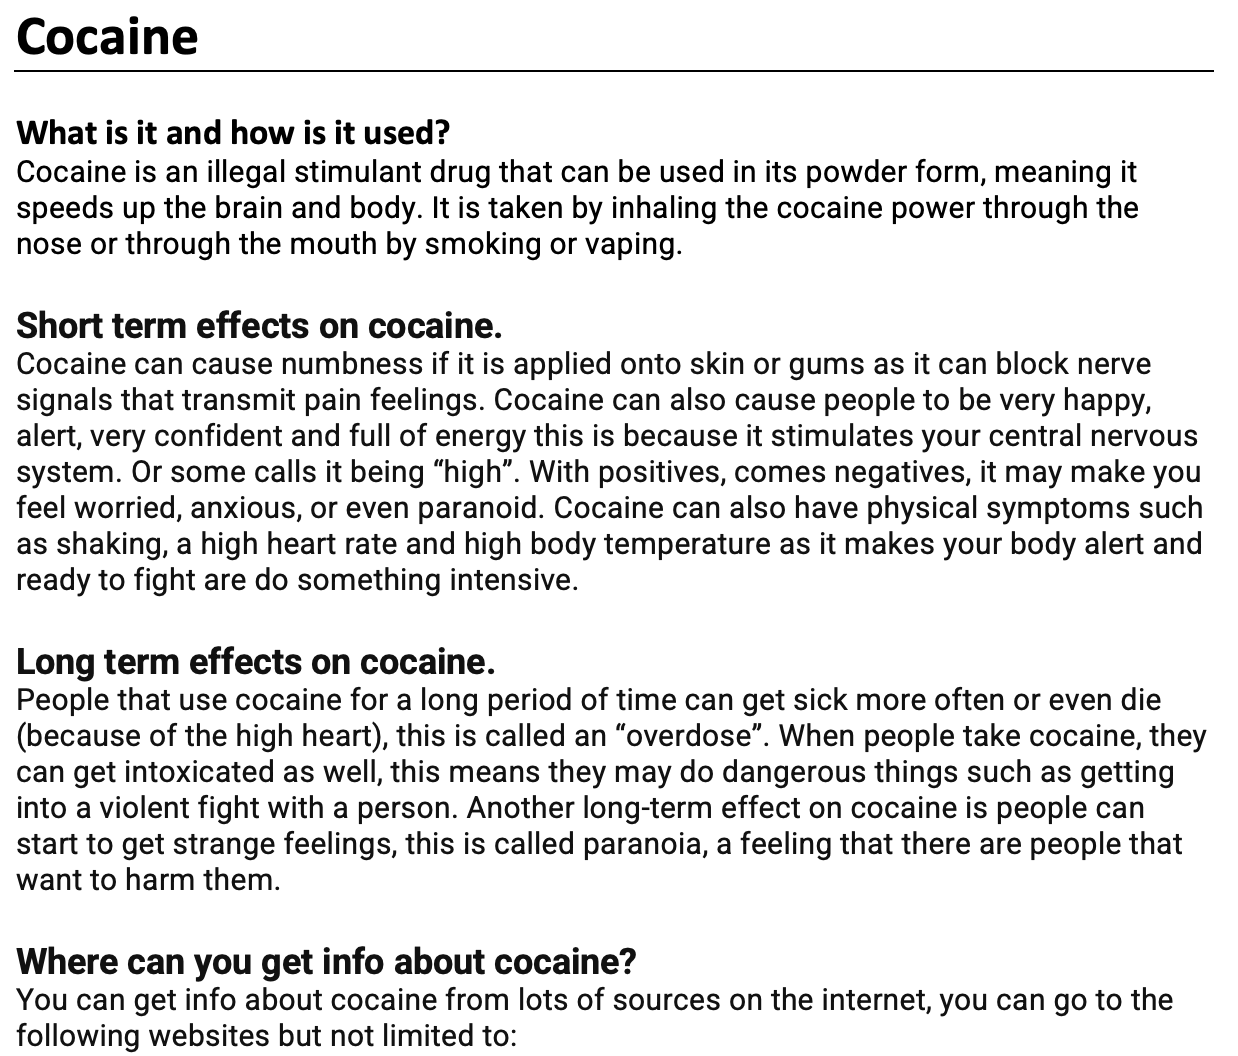 Cocaine
What is it and how is it used?
Cocaine is an illegal stimulant drug that can be used in its powder form, meaning it
speeds up the brain and body. It is taken by inhaling the cocaine power through the
nose or through the mouth by smoking or vaping.
Short term effects on cocaine.
Cocaine can cause numbness if it is applied onto skin or gums as it can block nerve
signals that transmit pain feelings. Cocaine can also cause people to be very happy,
alert, very confident and full of energy this is because it stimulates your central nervous
system. Or some calls it being “high”. With positives, comes negatives, it may make you
feel worried, anxious, or even paranoid. Cocaine can also have physical symptoms such
as shaking, a high heart rate and high body temperature as it makes your body alert and
ready to fight are do something intensive.
Long term effects on cocaine.
People that use cocaine for a long period of time can get sick more often or even die
(because of the high heart), this is called an “overdose”. When people take cocaine, they
can get intoxicated as well, this means they may do dangerous things such as getting
into a violent fight with a person. Another long-term effect on cocaine is people can
start to get strange feelings, this is called paranoia, a feeling that there are people that
want to harm them.
Where can you get info about cocaine?
You can get info about cocaine from lots of sources on the internet, you can go to the
following websites but not limited to: